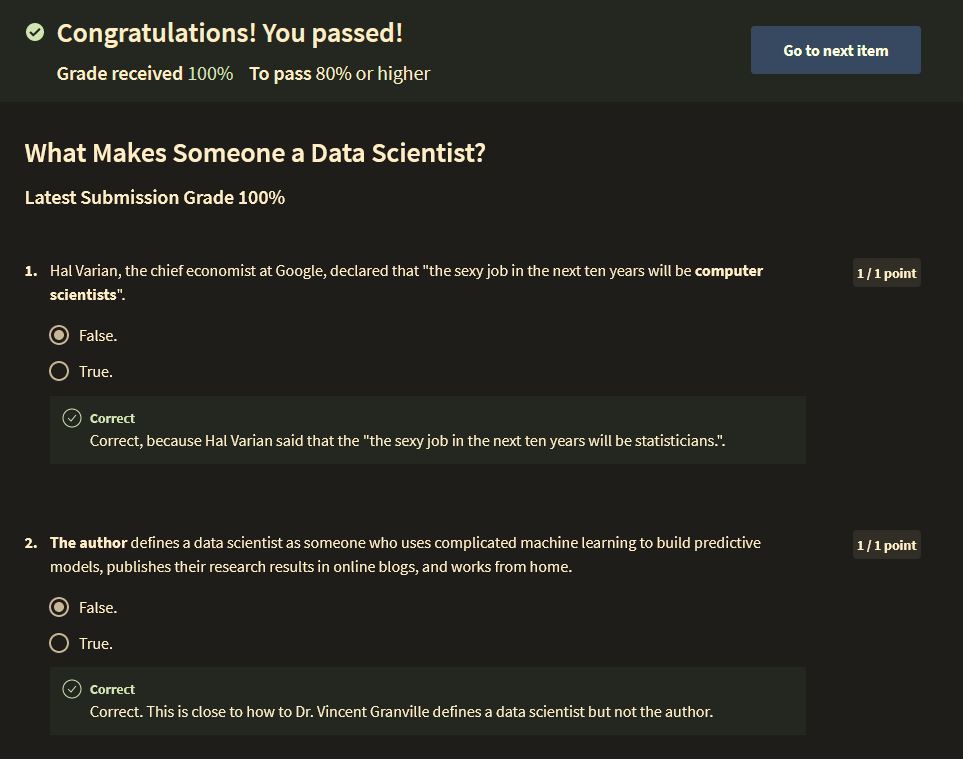 Congratulations! You passed!
Grade received 100% To pass 80% or higher
Go to next item
What Makes Someone a Data Scientist?
Latest Submission Grade 100%
1. Hal Varian, the chief economist at Google, declared that "the sexy job in the next ten years will be computer
scientists".
1 / 1 point
False.
True.
Correct
Correct, because Hal Varian said that the "the sexy job in the next ten years will be statisticians.".
2. The author defines a data scientist as someone who uses complicated machine learning to build predictive
models, publishes their research results in online blogs, and works from home.
1 / 1 point
False.
True.
Correct
Correct. This is close to how to Dr. Vincent Granville defines a data scientist but not the author.